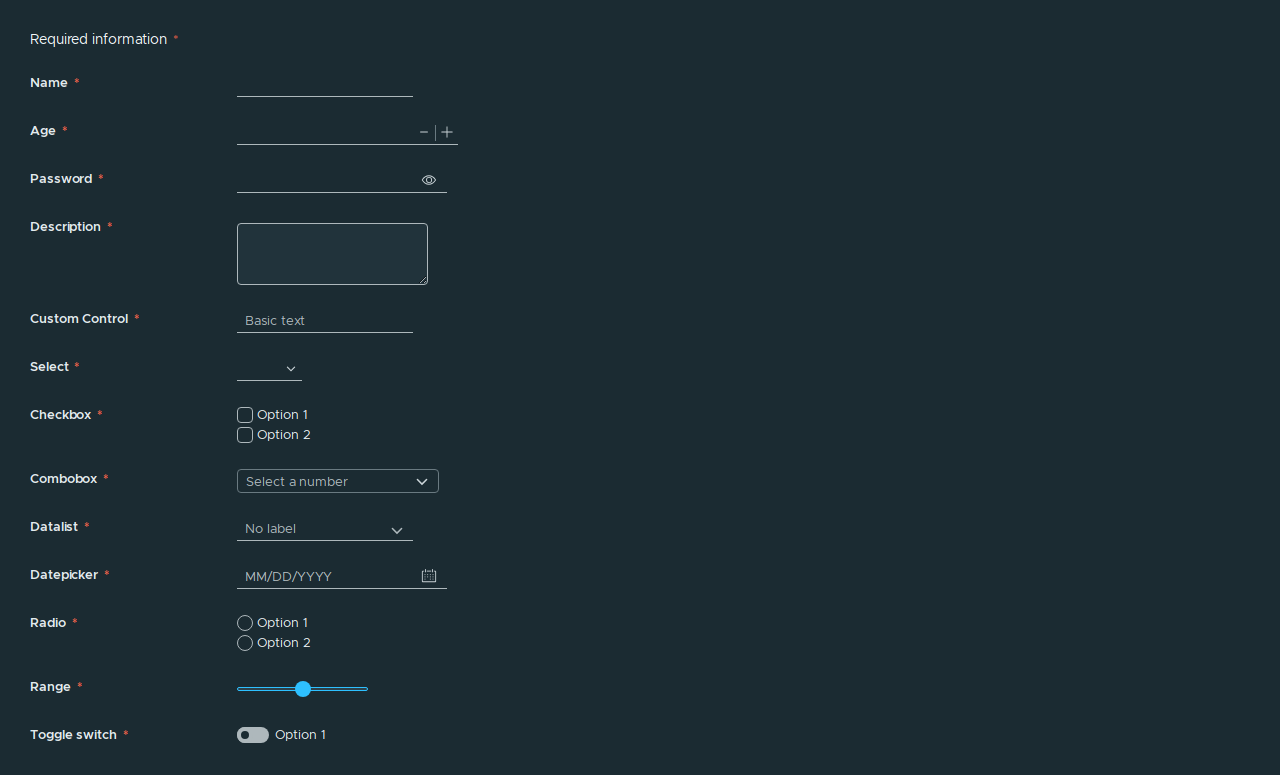 Required information *
Name *
Age *
Password *
Description *
Custom Control * Basic text
Select *
Checkbox * Option 1
Option 2
Combobox * Select a number
Datalist * No label
Datepicker * MM/DD/YYYY
Radio * Option 1
Option 2
Range *
Toggle switch * Option 1